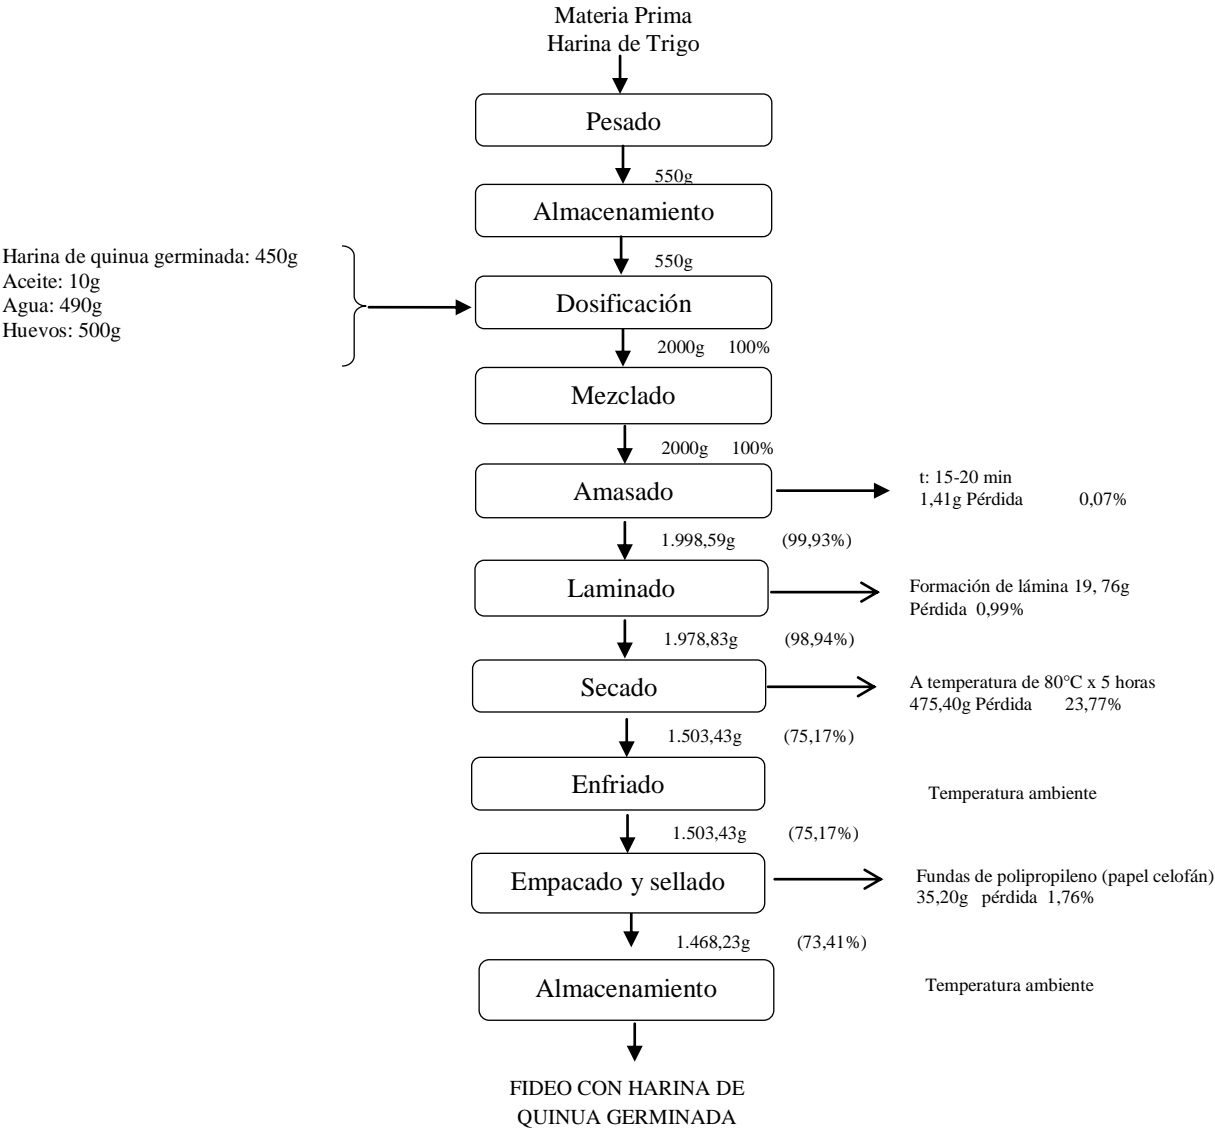 Materia Prima
Harina de Trigo
Pesado
550g
Almacenamiento
550g
Harina de quinua germinada: 450g
Aceite: 10g
Agua: 490g
Huevos: 500g
Dosificación
2000g 100%
Mezclado
2000g 100%
Amasado
t: 15-20 min
1,41g Pérdida 0,07%
1.998,59g (99,93%)
Laminado
Formación de lámina 19, 76g
Pérdida 0,99%
1.978,83g (98,94%)
Secado
A temperatura de 80°C x 5 horas
475,40g Pérdida 23,77%
1.503,43g (75,17%)
Enfriado
Temperatura ambiente
1.503,43g (75,17%)
Empacado y sellado
Fundas de polipropileno (papel celofán)
35,20g pérdida 1,76%
1.468,23g (73,41%)
Almacenamiento
Temperatura ambiente
FIDEO CON HARINA DE
QUINUA GERMINADA